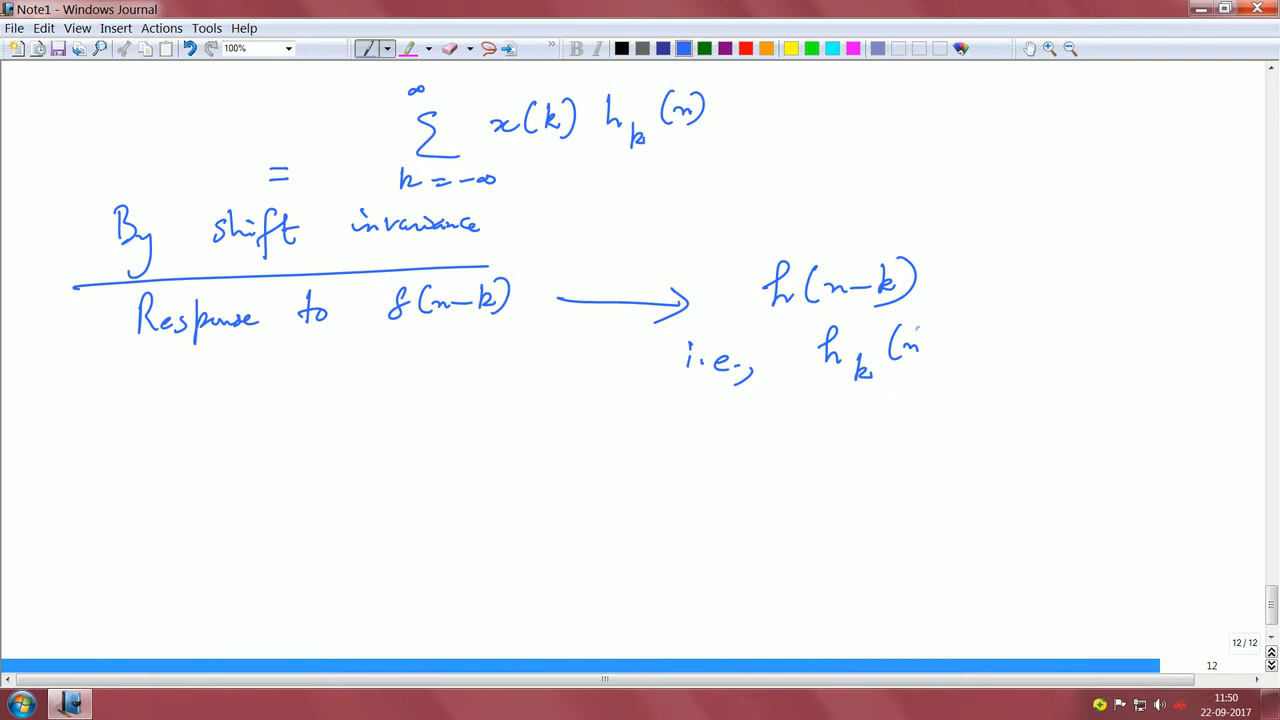 Note1 - Windows Journal
File Edit View Insert Actions Tools Help
100%
∞
Σ x(k) h_k(n)
= k = -∞
By shift invariance
Response to δ(n-k) ⟶ h(n-k)
i.e., h_k(n
12 / 12
12
11:50
22-09-2017